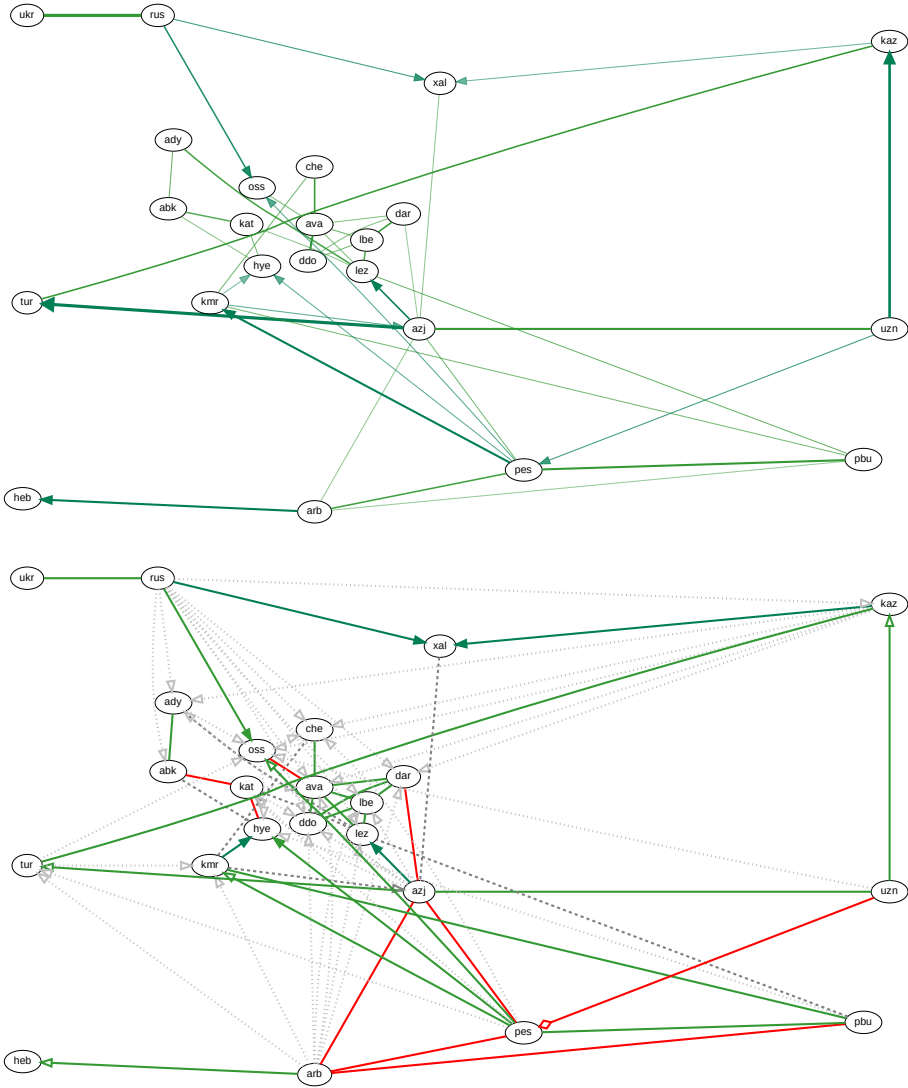 ukr
rus
kaz
xal
ady
che
oss
abk
dar
kat
ava
lbe
ddo
hye
lez
tur
kmr
azj
uzn
pbu
pes
heb
arb
ukr
rus
kaz
xal
ady
che
oss
abk
dar
kat
ava
lbe
ddo
hye
lez
tur
kmr
azj
uzn
pbu
pes
heb
arb